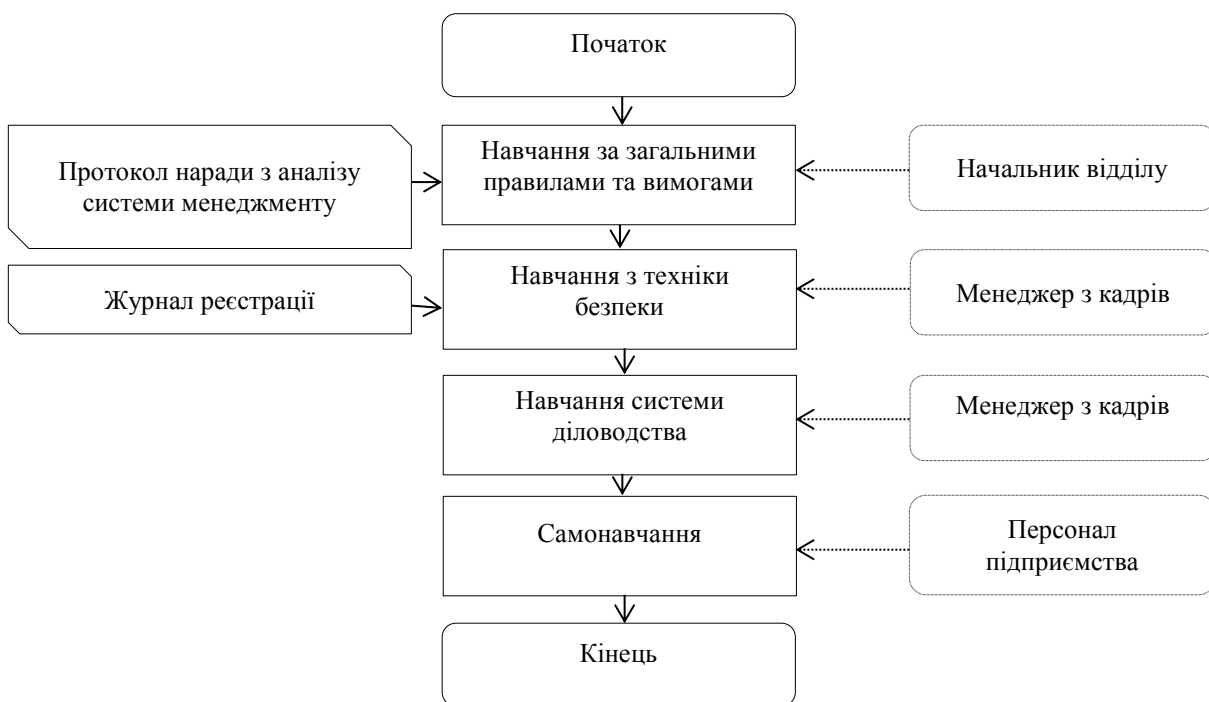 Початок
Протокол наради з аналізу
системи менеджменту
Навчання за загальними
правилами та вимогами
Начальник відділу
Журнал реєстрації
Навчання з техніки
безпеки
Менеджер з кадрів
Навчання системи
діловодства
Менеджер з кадрів
Самонавчання
Персонал
підприємства
Кінець